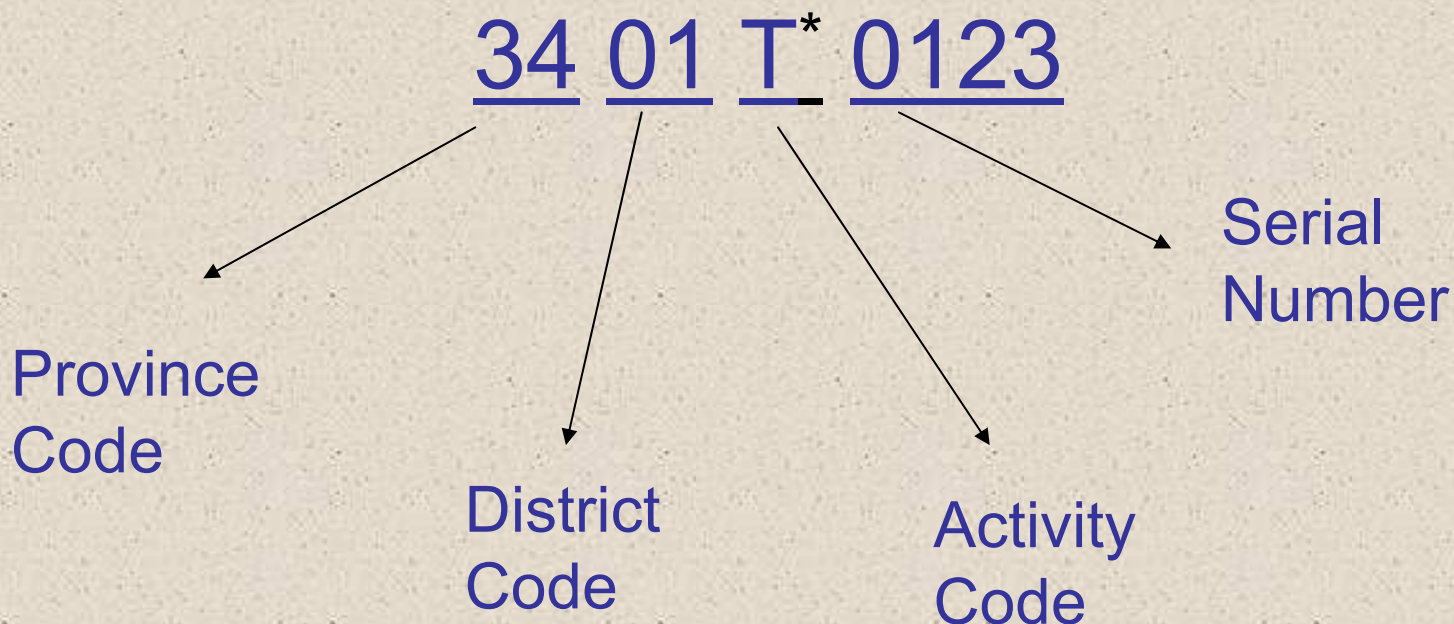 34 01 T* 0123
Serial
Number
Province
Code
District
Code
Activity
Code